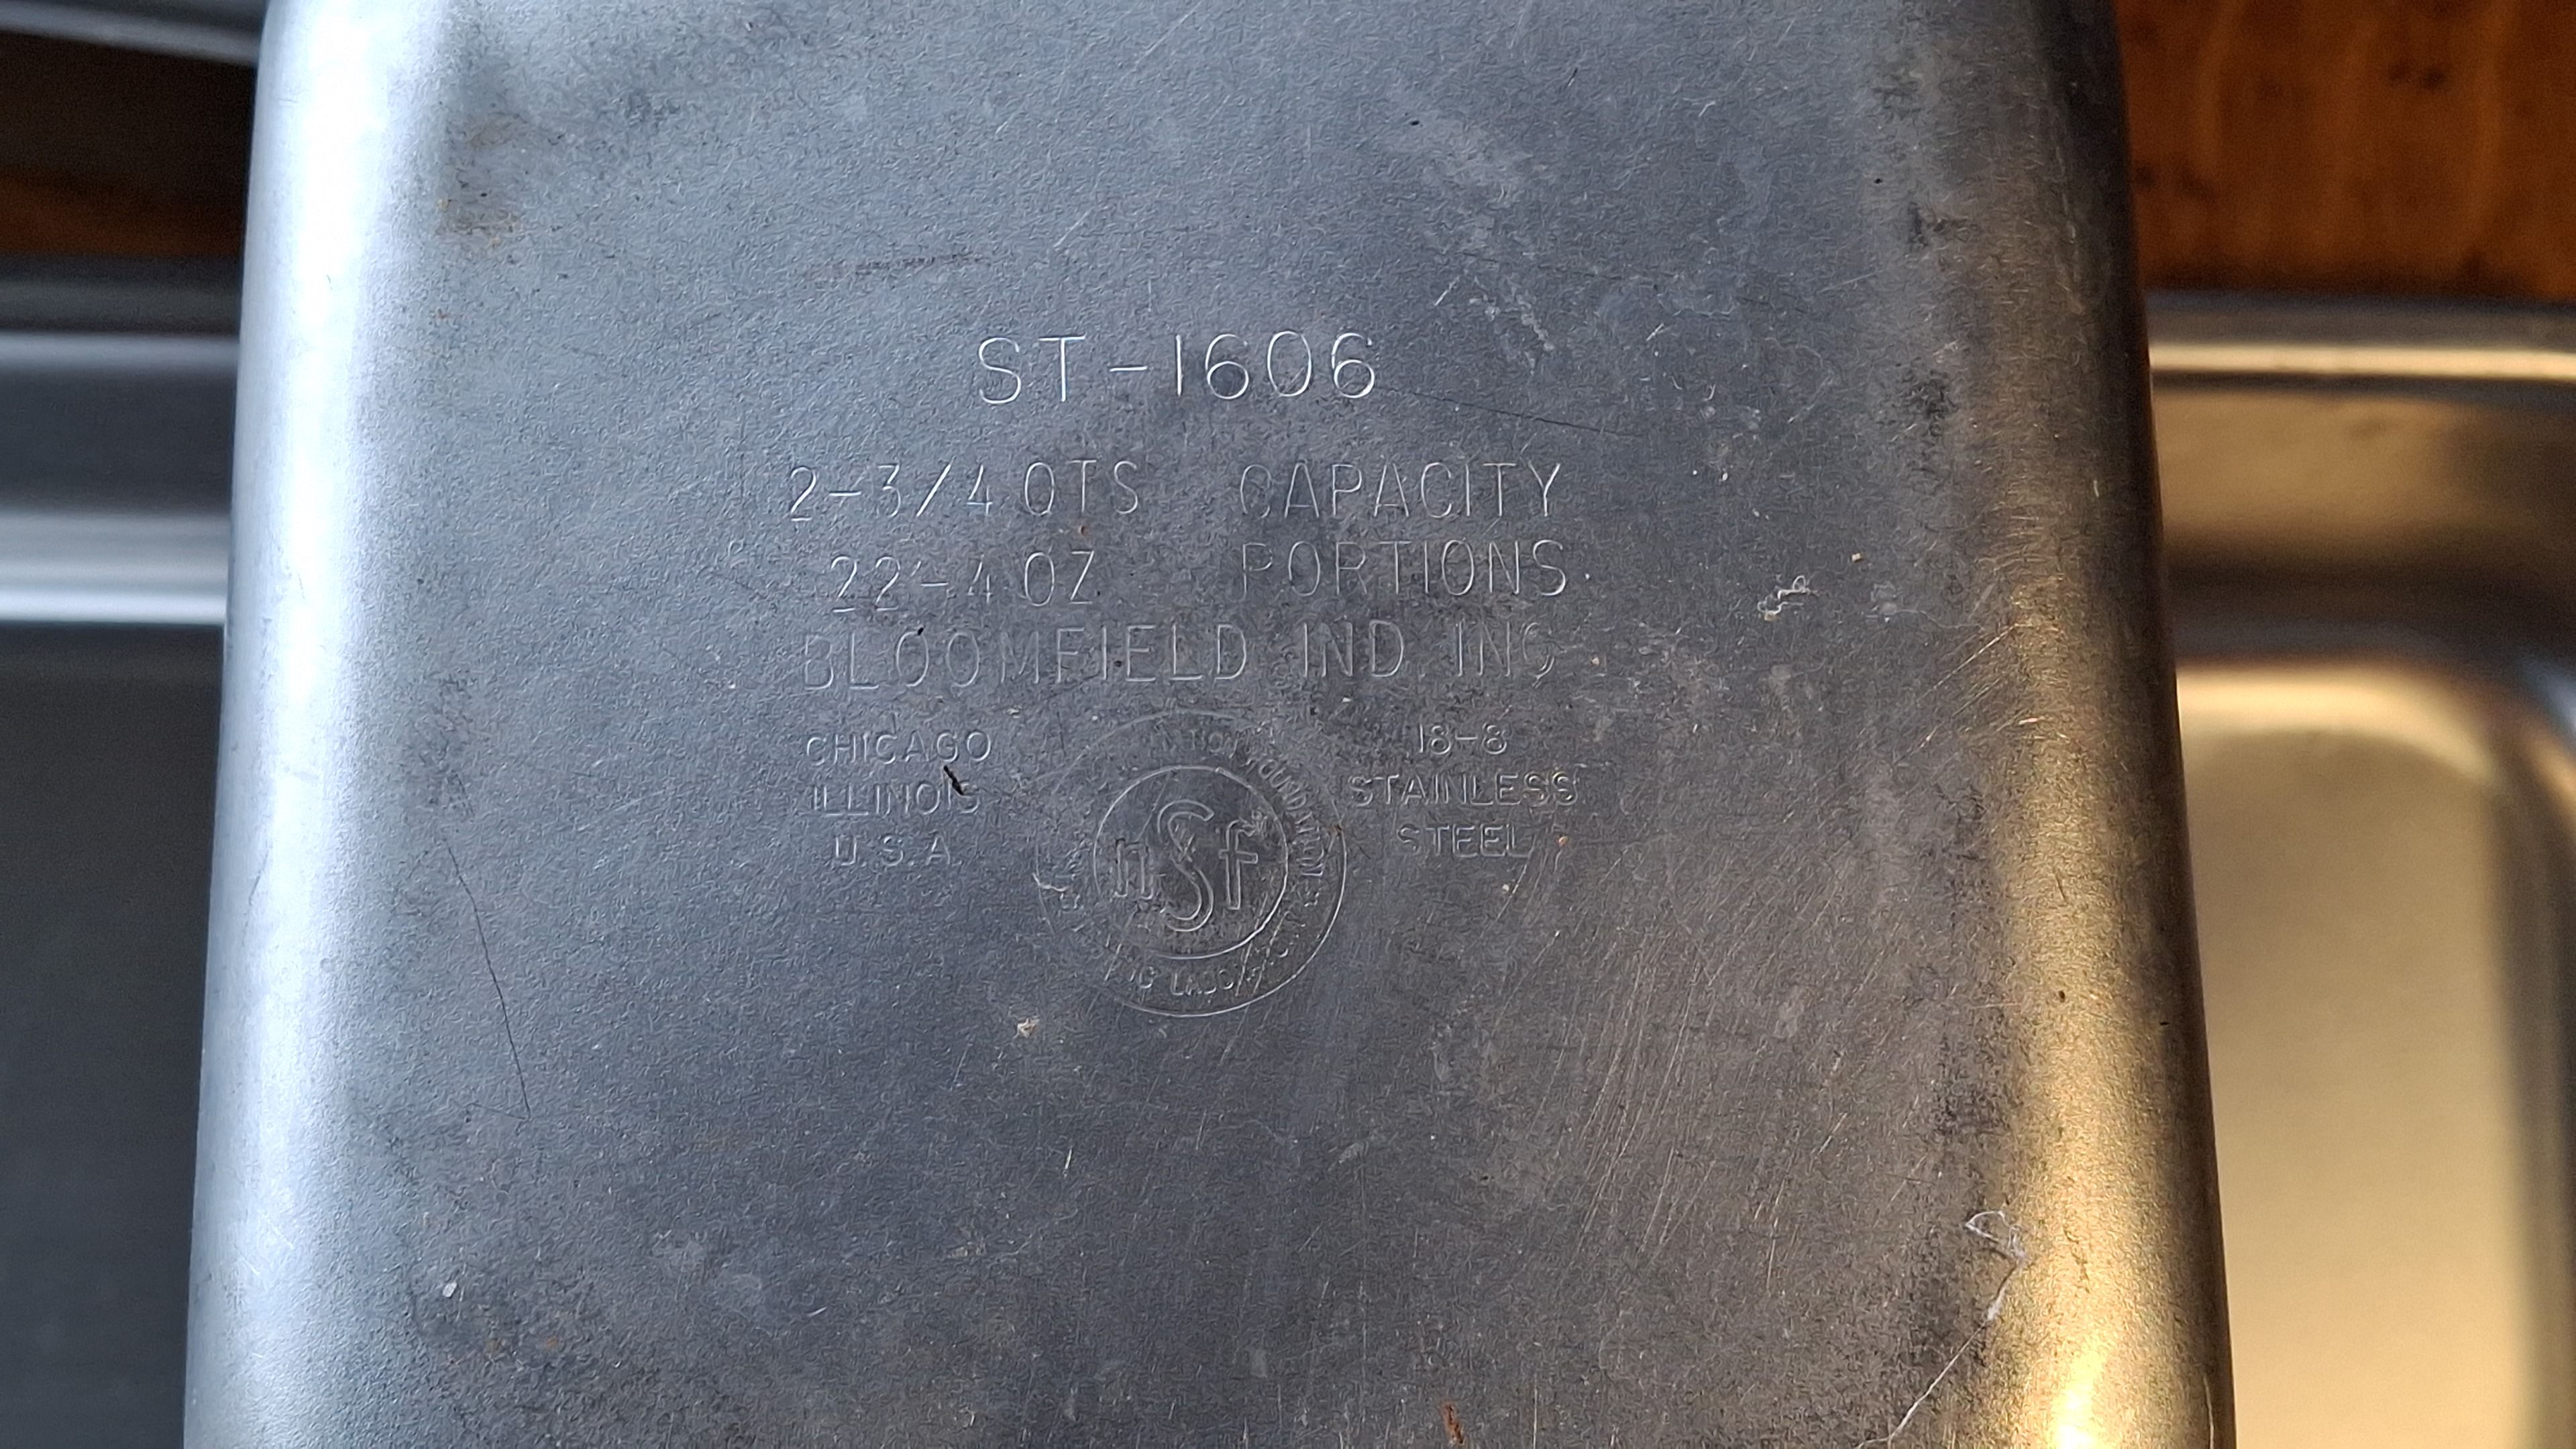 ST-1606
2-3/4 QTS CAPACITY
22-4 OZ PORTIONS
BLOOMFIELD IND. INC
CHICAGO
ILLINOIS
U.S.A.
18-8
STAINLESS
STEEL
FOUNDATION
nsf